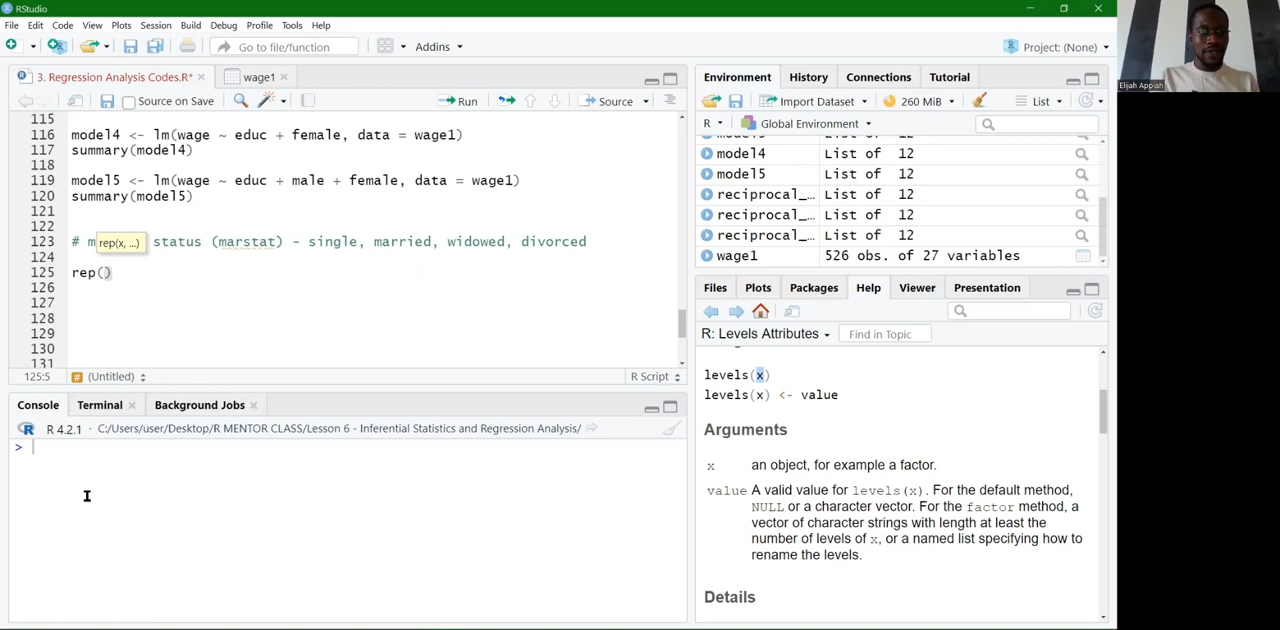 RStudio
File Edit Code View Plots Session Build Debug Profile Tools Help
Go to file/function Addins Project: (None)
3. Regression Analysis Codes.R* wage1
Source on Save Run Source
115
116 model4 <- lm(wage ~ educ + female, data = wage1)
117 summary(model4)
118
119 model5 <- lm(wage ~ educ + male + female, data = wage1)
120 summary(model5)
121
122
123 # m status (marstat) - single, married, widowed, divorced
rep(x, ...)
124
125 rep()
126
127
128
129
130
131
125:5 (Untitled) R Script
Console Terminal Background Jobs
R 4.2.1 · C:/Users/user/Desktop/R MENTOR CLASS/Lesson 6 - Inferential Statistics and Regression Analysis/
>
Environment History Connections Tutorial
Import Dataset 260 MiB List
R Global Environment
model4 List of 12
model5 List of 12
reciprocal_... List of 12
reciprocal_... List of 12
reciprocal_... List of 12
wage1 526 obs. of 27 variables
Files Plots Packages Help Viewer Presentation
R: Levels Attributes Find in Topic
levels(x)
levels(x) <- value
Arguments
x an object, for example a factor.
value A valid value for levels(x). For the default method,
NULL or a character vector. For the factor method, a
vector of character strings with length at least the
number of levels of x, or a named list specifying how to
rename the levels.
Details
Elijah Appiah